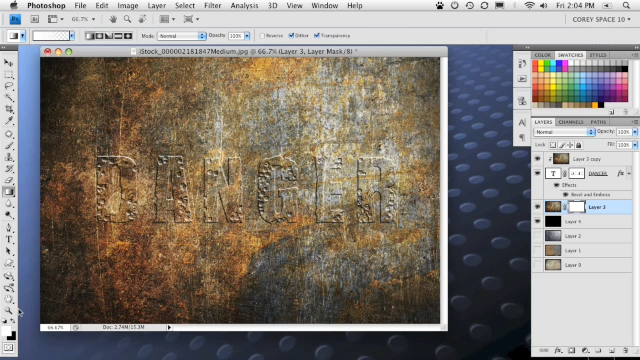 Photoshop File Edit Image Layer Select Filter Analysis 3D View Window Help Fri 2:04 PM
Ps 66.7% COREY SPACE 10
Mode: Normal Opacity: 100% Reverse Dither Transparency
iStock_000002181847Medium.jpg @ 66.7% (Layer 3, Layer Mask/8) *
COLOR SWATCHES STYLES
DANGER
LAYERS CHANNELS PATHS
Normal Opacity: 100%
Lock: Fill: 100%
Layer 3 copy
T DANGER fx
Effects
Bevel and Emboss
Layer 3
Layer 4
Layer 2
Layer 1
Layer 0
66.67% Doc: 2.74M/15.3M